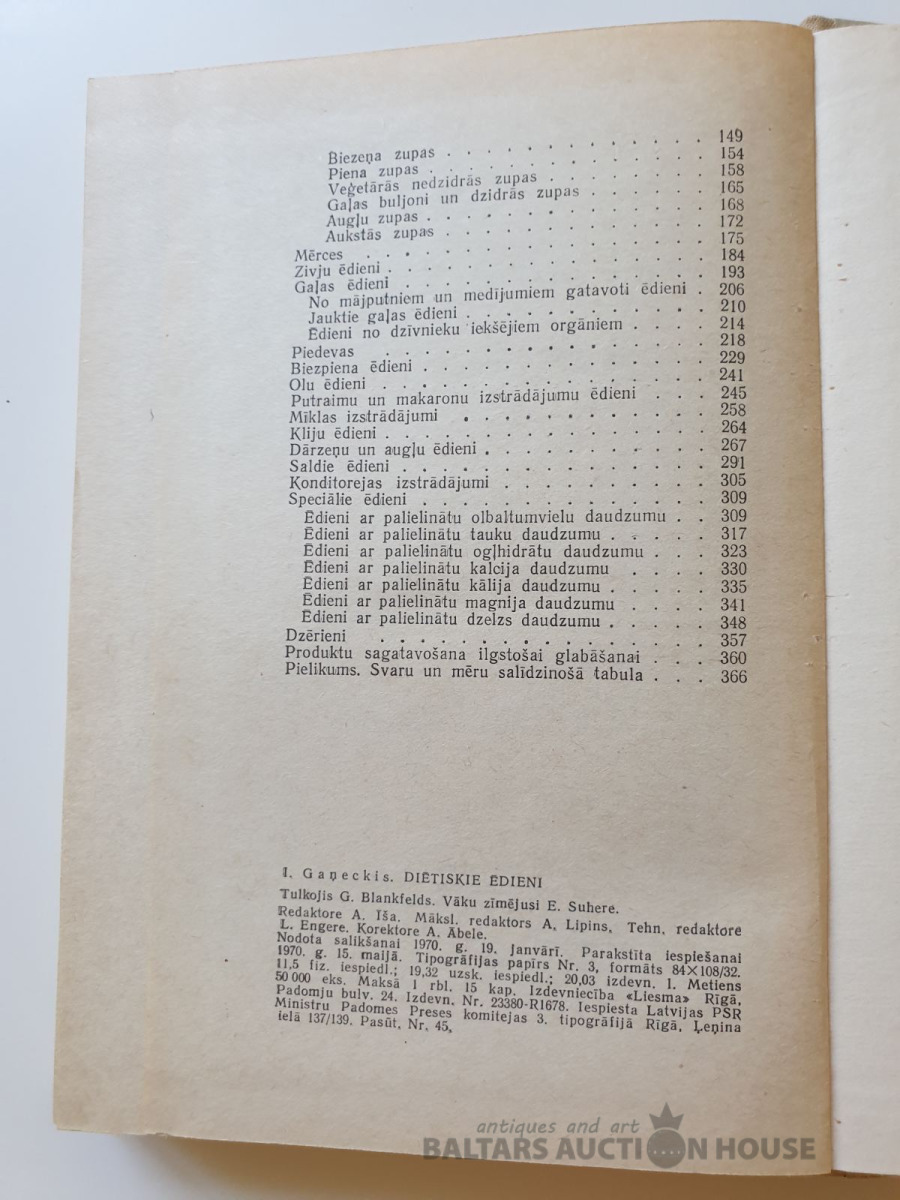 Biezeņa zupas . . . . . . . . . . . . 149
Piena zupas . . . . . . . . . . . . 154
Veģetārās nedzidrās zupas . . . . . . . . 158
Gaļas buljoni un dzidrās zupas . . . . . . 165
Augļu zupas . . . . . . . . . . . . 168
Aukstās zupas . . . . . . . . . . . . 172
Mērces . . . . . . . . . . . . . . 175
Zivju ēdieni . . . . . . . . . . . . . 184
Gaļas ēdieni . . . . . . . . . . . . . 193
No mājputniem un medījumiem gatavoti ēdieni . 206
Jauktie gaļas ēdieni . . . . . . . . . . 210
Ēdieni no dzīvnieku iekšējiem orgāniem . . . . 214
Piedevas . . . . . . . . . . . . . . 218
Biezpiena ēdieni . . . . . . . . . . . . 229
Olu ēdieni . . . . . . . . . . . . . . 241
Putraimu un makaronu izstrādājumu ēdieni . . . 245
Mīklas izstrādājumi . . . . . . . . . . . 258
Kliju ēdieni . . . . . . . . . . . . . 264
Dārzeņu un augļu ēdieni . . . . . . . . . . 267
Saldie ēdieni . . . . . . . . . . . . . 291
Konditorejas izstrādājumi . . . . . . . . . 305
Speciālie ēdieni . . . . . . . . . . . . 309
Ēdieni ar palielinātu olbaltumvielu daudzumu . . 309
Ēdieni ar palielinātu tauku daudzumu . . . . . 317
Ēdieni ar palielinātu ogļhidrātu daudzumu . . . 323
Ēdieni ar palielinātu kalcija daudzumu . . . . 330
Ēdieni ar palielinātu kālija daudzumu . . . . . 335
Ēdieni ar palielinātu magnija daudzumu . . . . 341
Ēdieni ar palielinātu dzelzs daudzumu . . . . . 348
Dzērieni . . . . . . . . . . . . . . 357
Produktu sagatavošana ilgstošai glabāšanai . . . 360
Pielikums. Svaru un mēru salīdzinošā tabula . . . 366
I. Gaņeckis. DIĒTISKIE ĒDIENI
Tulkojis G. Blankfelds. Vāku zīmējusi E. Suhere.
Redaktore A. Iša. Māksl. redaktors A. Lipins. Tehn. redaktore
L. Engere. Korektore A. Ābele.
Nodota salikšanai 1970. g. 19. janvārī. Parakstīta iespiešanai
1970. g. 15. maijā. Tipogrāfijas papīrs Nr. 3, formāts 84×108/32.
11,5 fiz. iespiedl.; 19,32 uzsk. iespiedl.; 20,03 izdevn. l. Metiens
50 000 eks. Maksā 1 rbl. 15 kap. Izdevniecība «Liesma» Rīgā,
Padomju bulv. 24. Izdevn. Nr. 23380-R1678. Iespiesta Latvijas PSR
Ministru Padomes Preses komitejas 3. tipogrāfijā Rīgā, Ļeņina
ielā 137/139. Pasūt. Nr. 45.
antiques and art
BALTARS AUCTION HOUSE